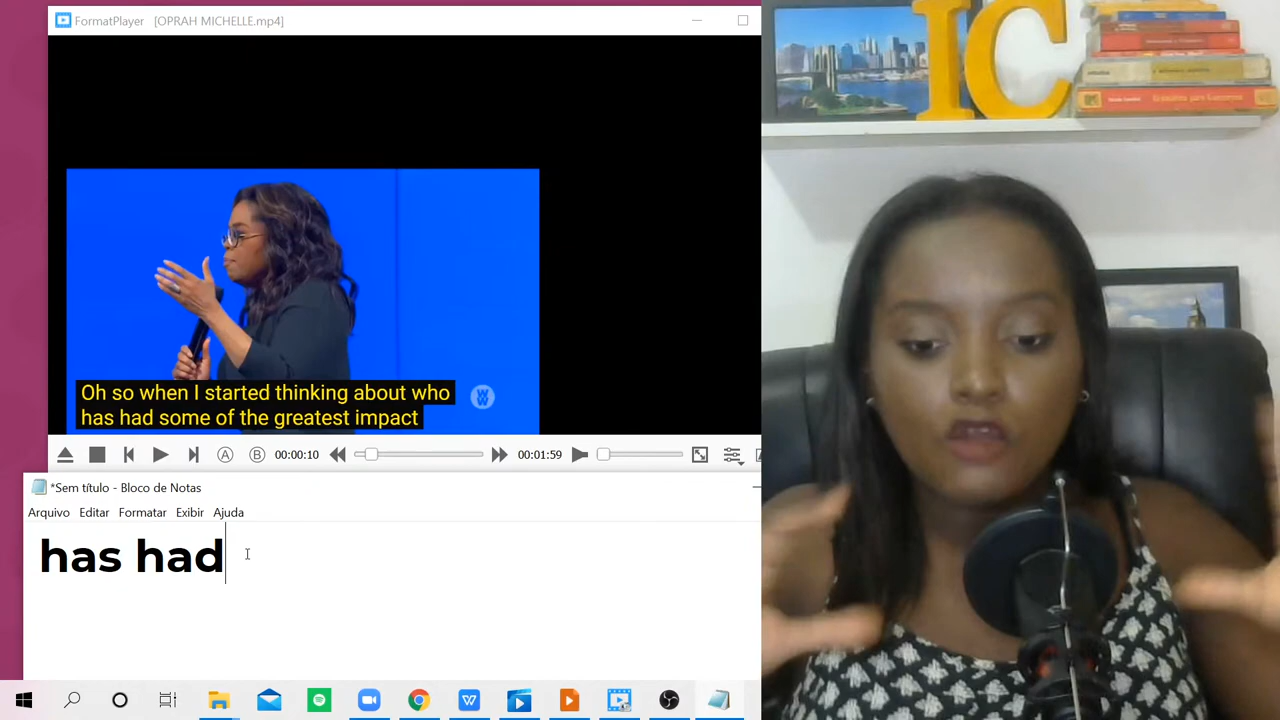 FormatPlayer [OPRAH MICHELLE.mp4]
IC
Oh so when I started thinking about who
has had some of the greatest impact
A
B
00:00:10
00:01:59
*Sem título - Bloco de Notas
Arquivo Editar Formatar Exibir Ajuda
has had